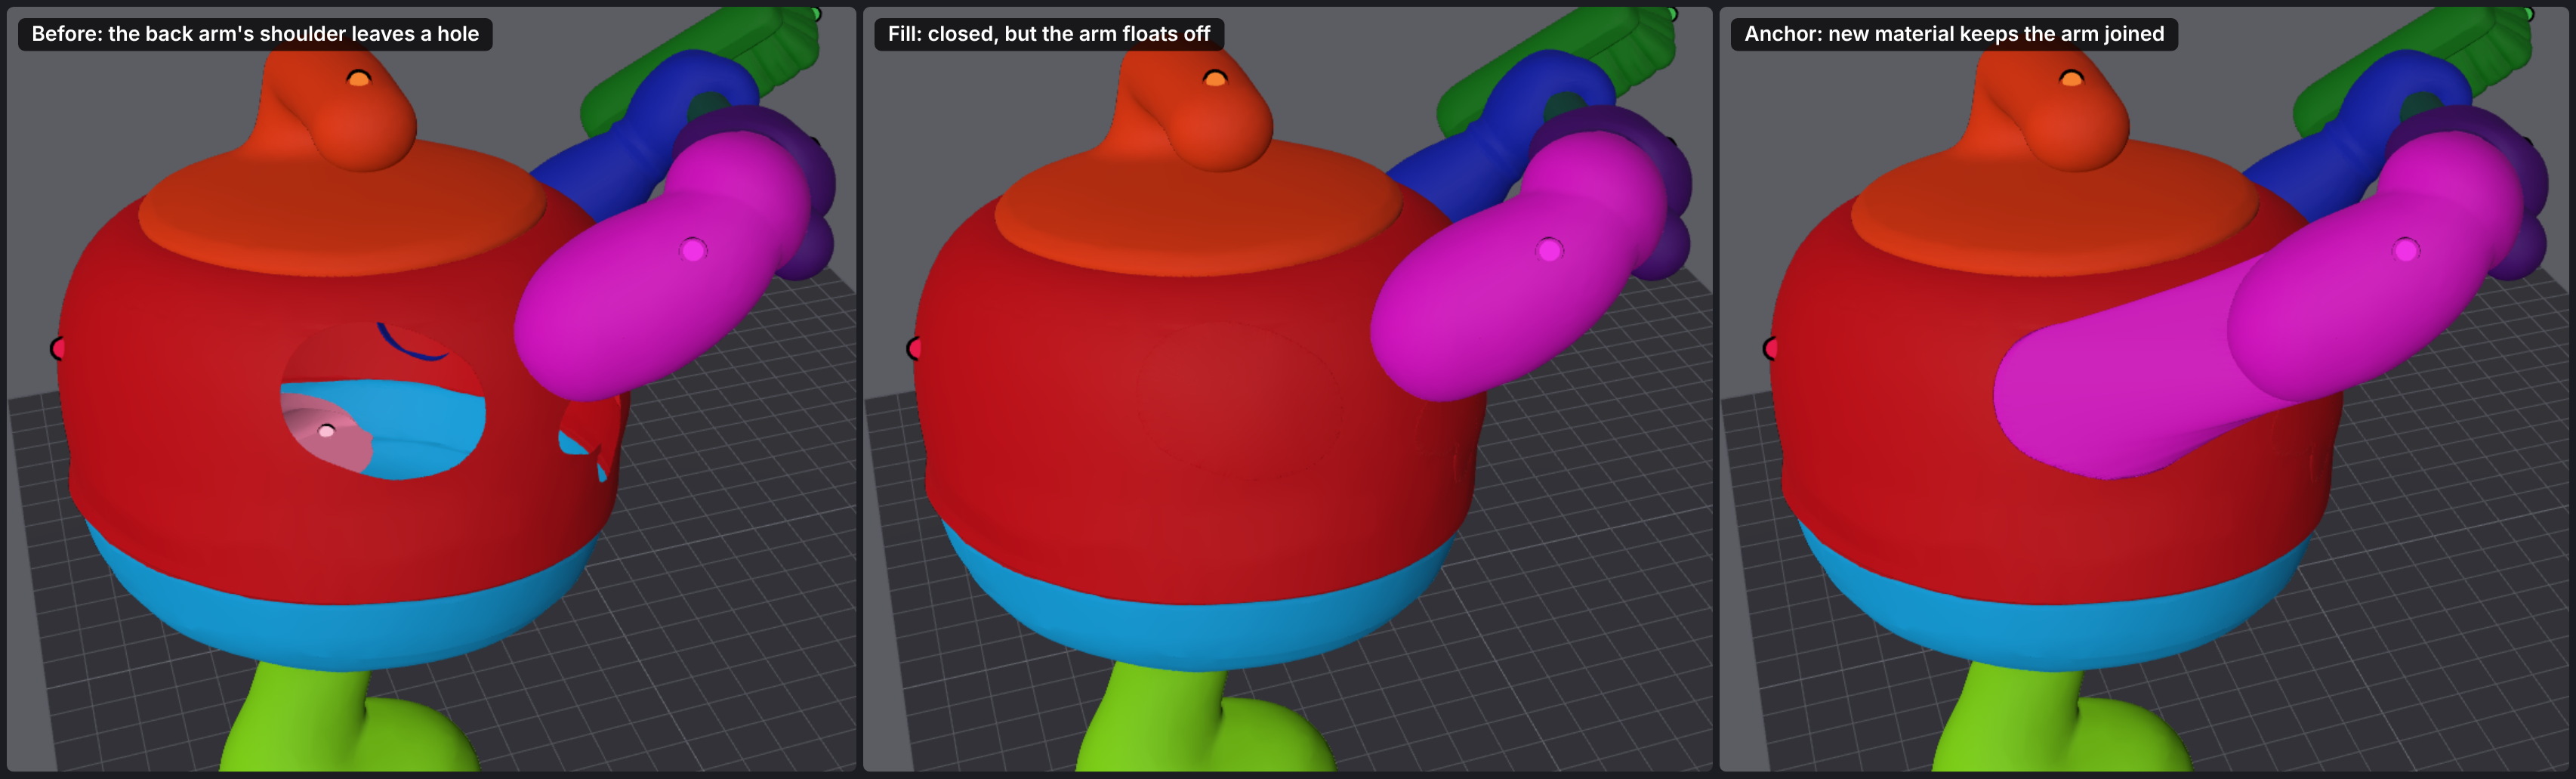 Before: the back arm's shoulder leaves a hole
Fill: closed, but the arm floats off
Anchor: new material keeps the arm joined